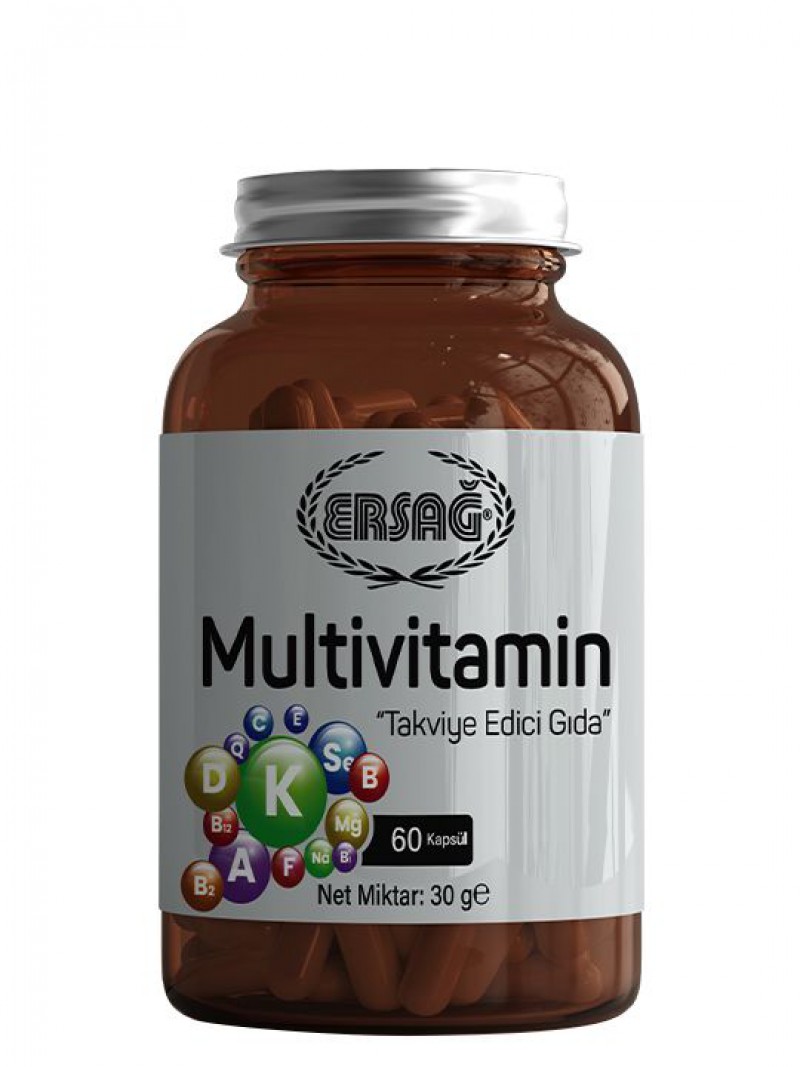 ERSAĞ®
Multivitamin
"Takviye Edici Gıda"
C E
Q Se
D K B
B12 Mg
A F Na B1
B2
60 Kapsül
Net Miktar: 30 g℮